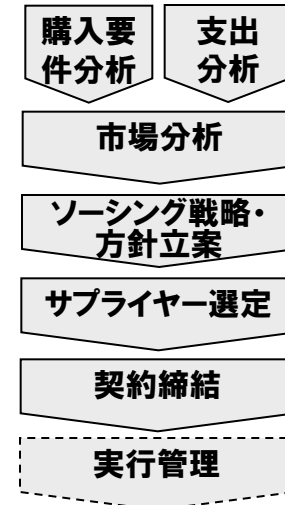 購入要
件分析
支出
分析
市場分析
ソーシング戦略・
方針立案
サプライヤー選定
契約締結
実行管理